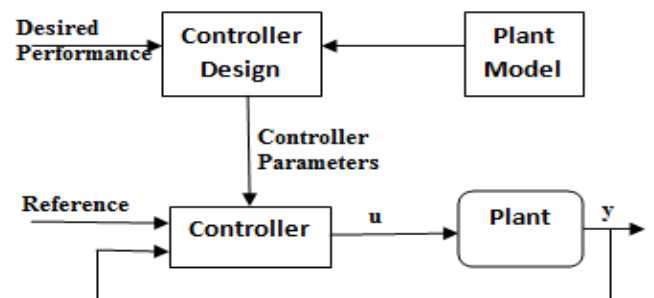 Desired
Performance
Controller
Design
Plant
Model
Controller
Parameters
Reference
Controller
u
Plant
y